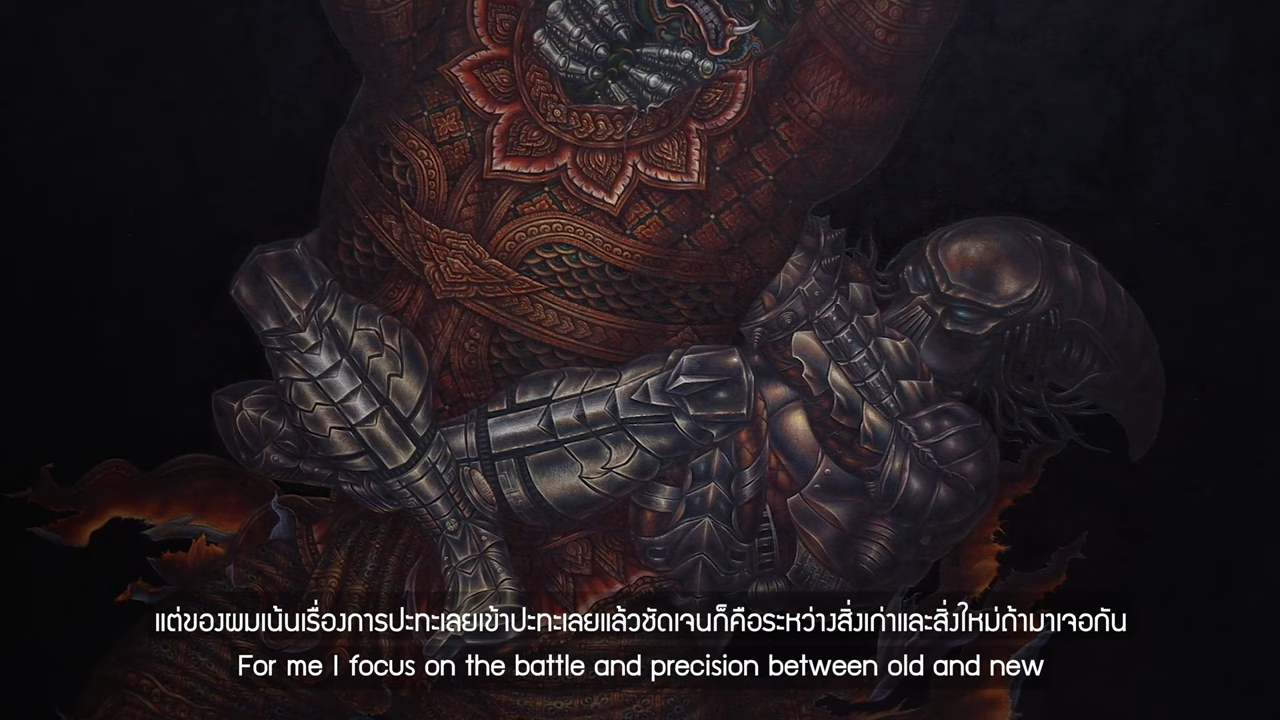 แต่ของผมเน้นเรื่องการปะทะเลยเข้าปะทะเลยแล้วชัดเจนก็คือระหว่างสิ่งเก่าและสิ่งใหม่ถ้ามาเจอกัน
For me I focus on the battle and precision between old and new